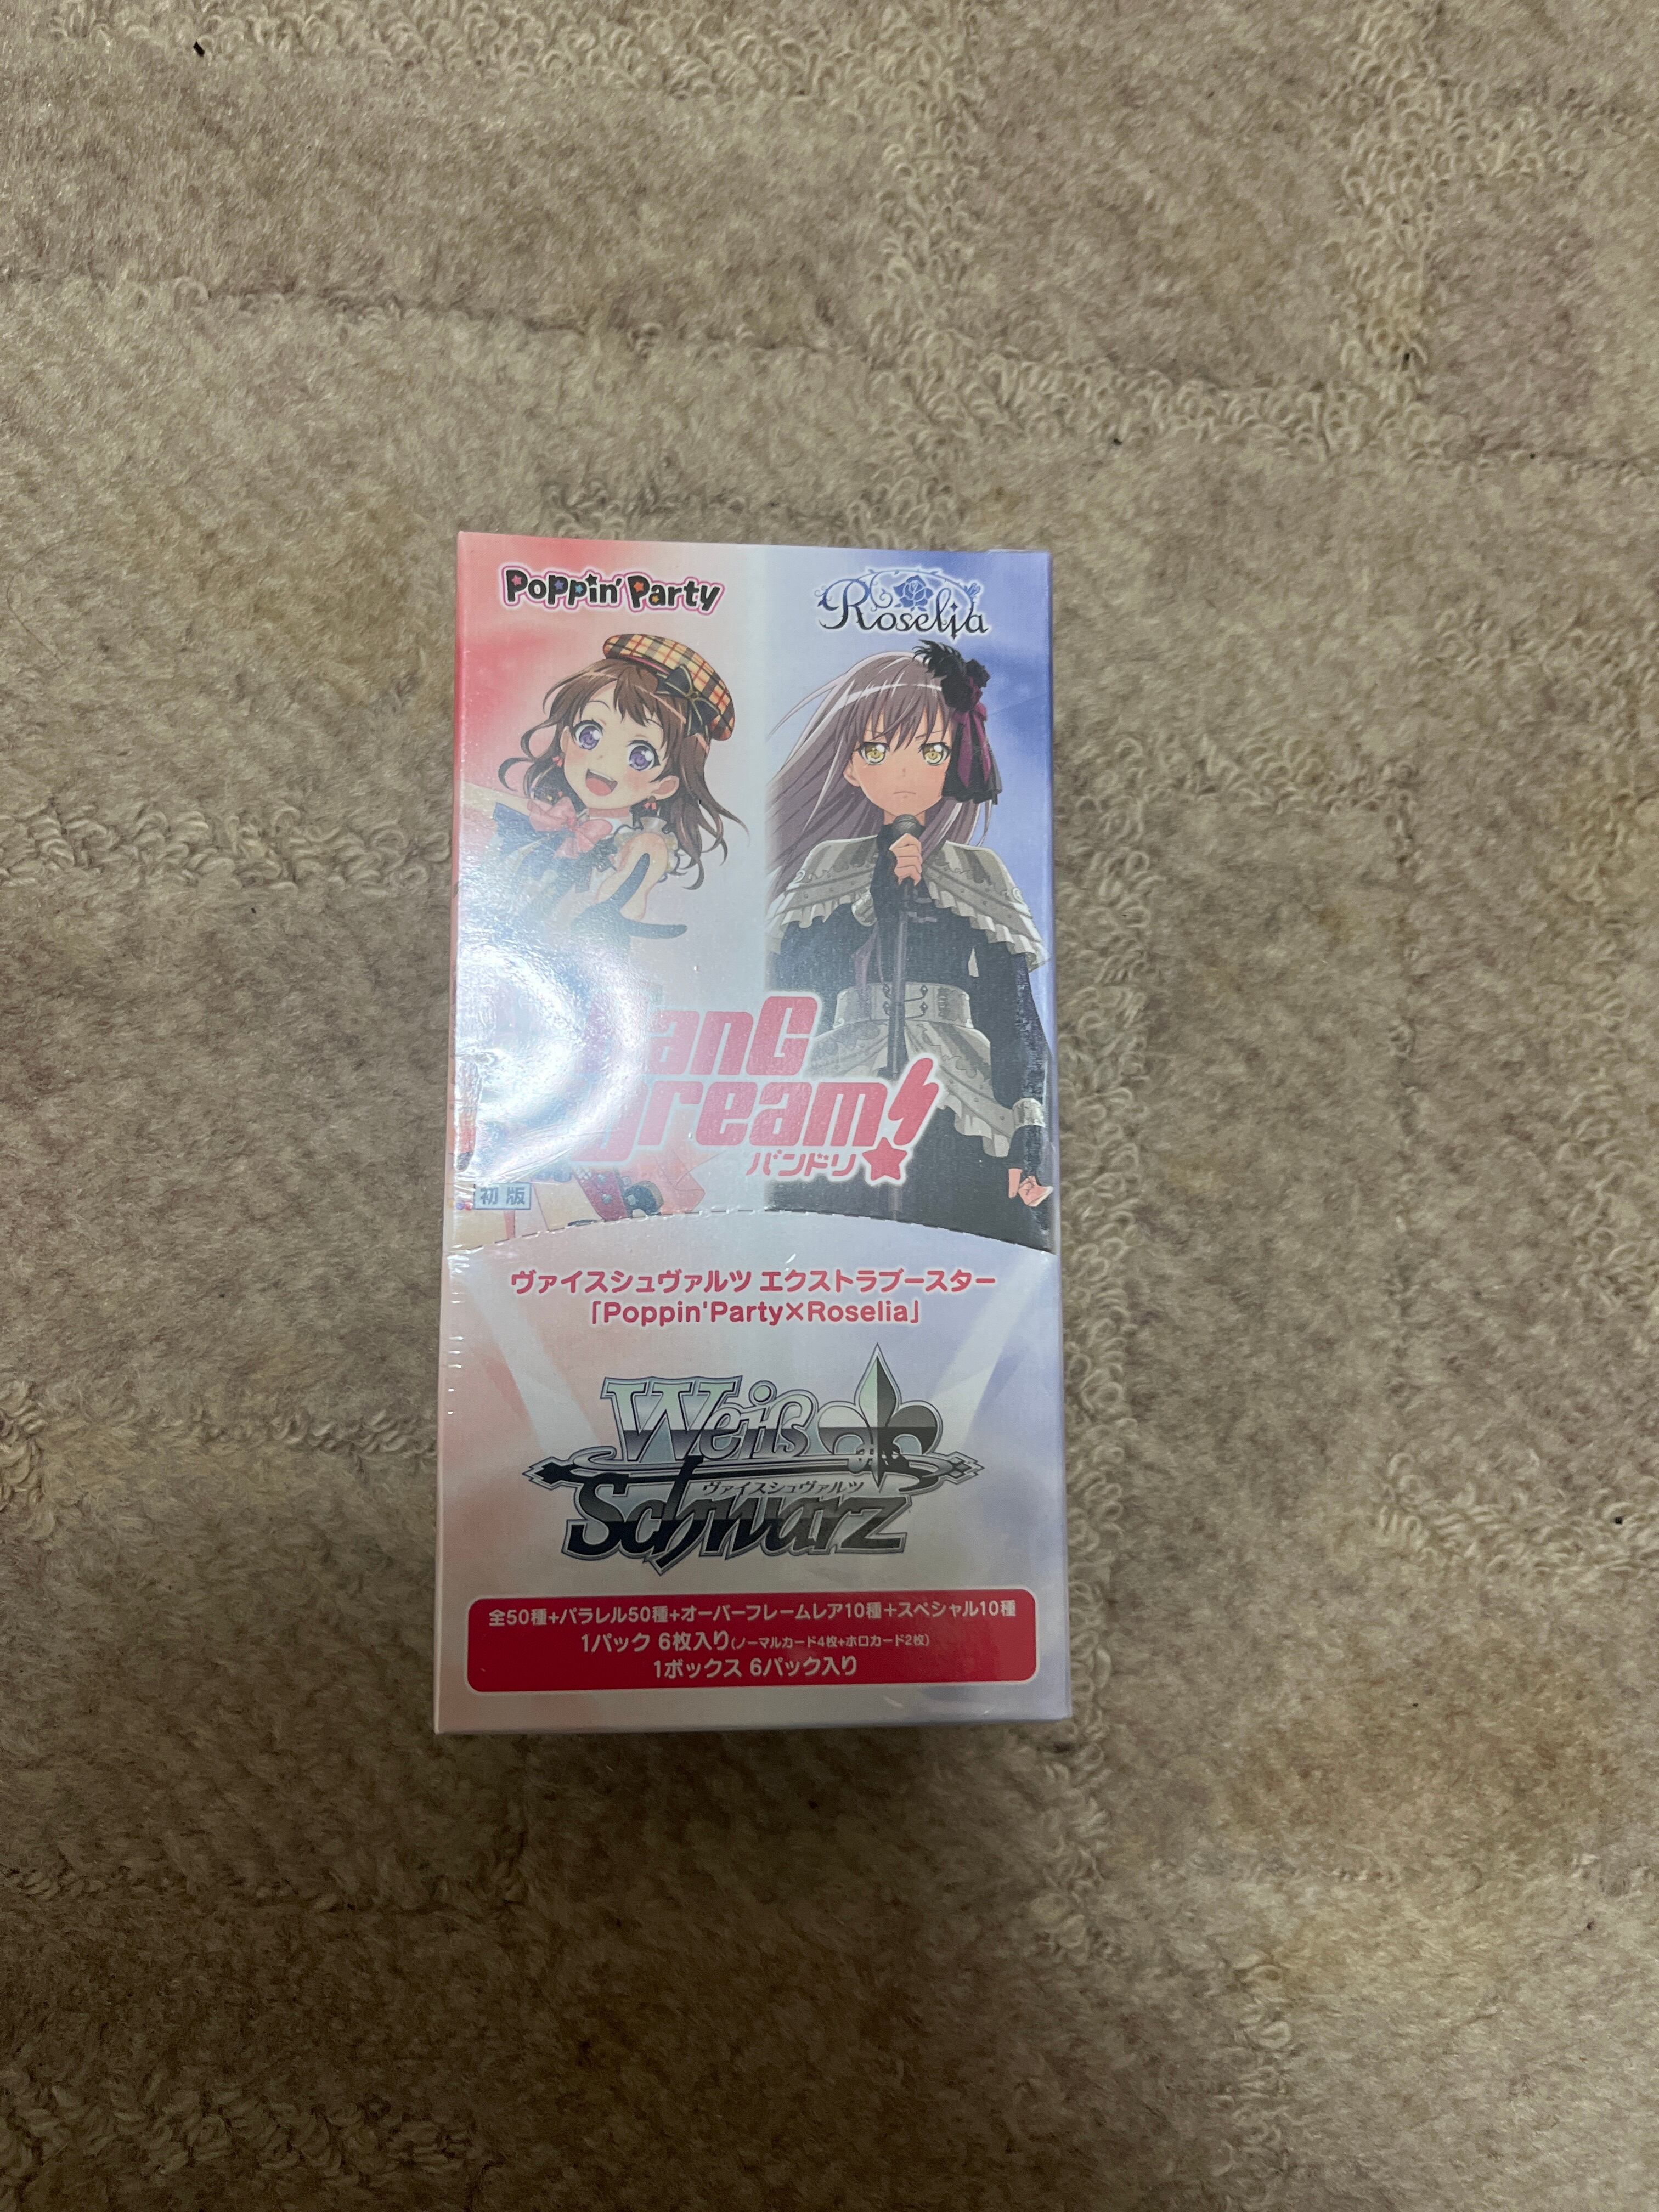 Poppin' Party
Roselia
BanG
Dream!
バンドリ
初版
ヴァイスシュヴァルツ エクストラブースター
「Poppin'Party×Roselia」
Weiß
ヴァイスシュヴァルツ
Schwarz
全50種+パラレル50種+オーバーフレームレア10種+スペシャル10種
1パック 6枚入り(ノーマルカード4枚+ホロカード2枚)
1ボックス 6パック入り